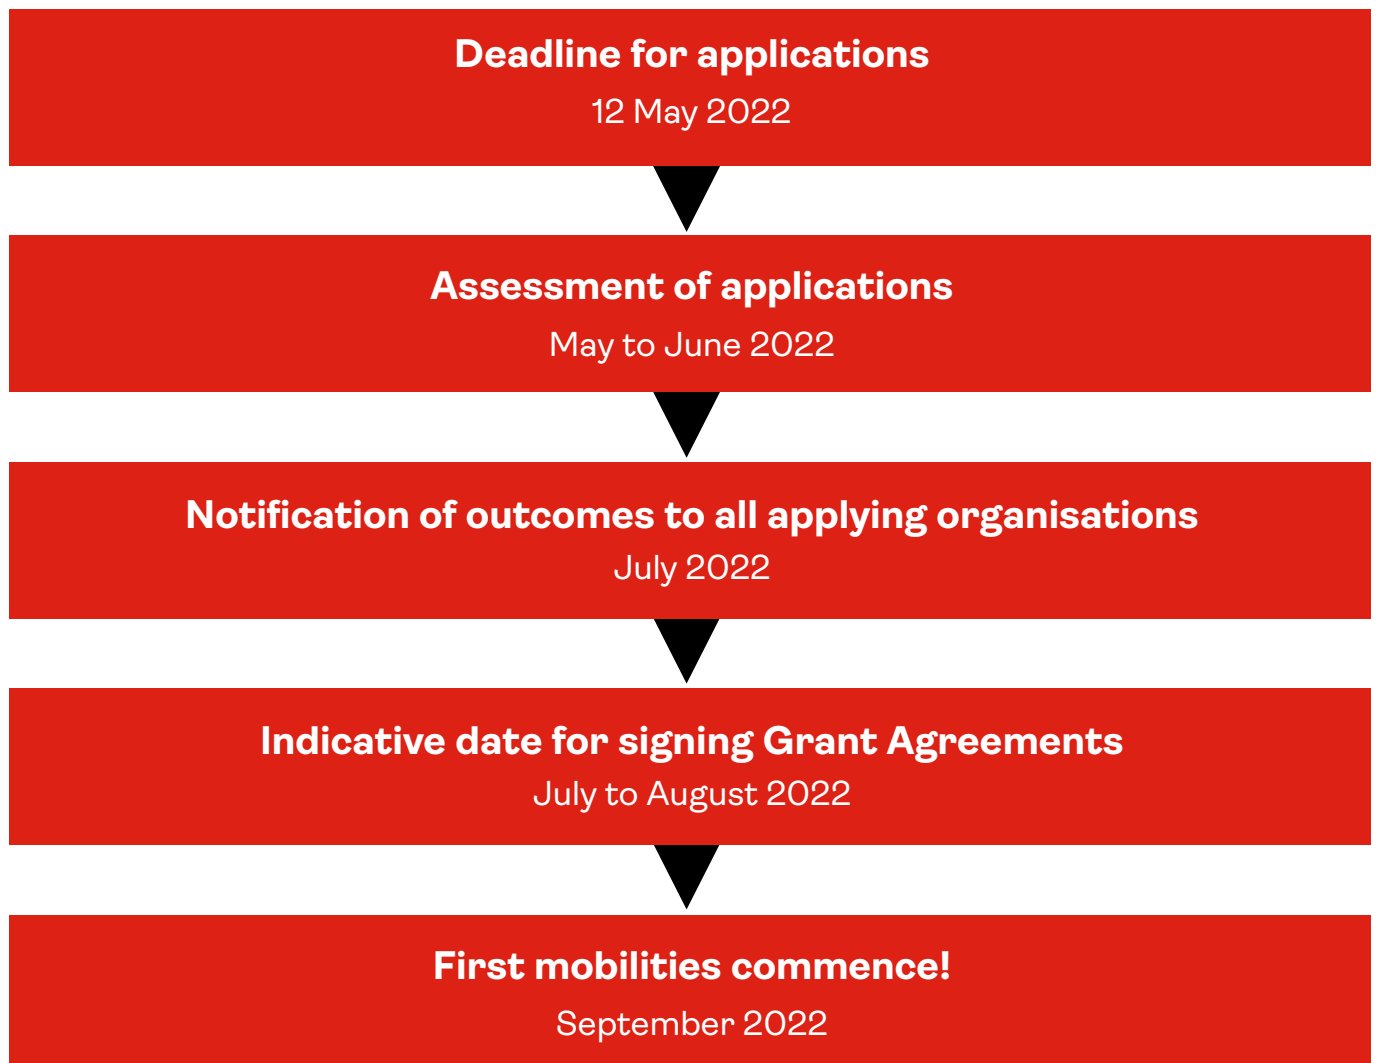 Deadline for applications
12 May 2022
Assessment of applications
May to June 2022
Notification of outcomes to all applying organisations
July 2022
Indicative date for signing Grant Agreements
July to August 2022
First mobilities commence!
September 2022